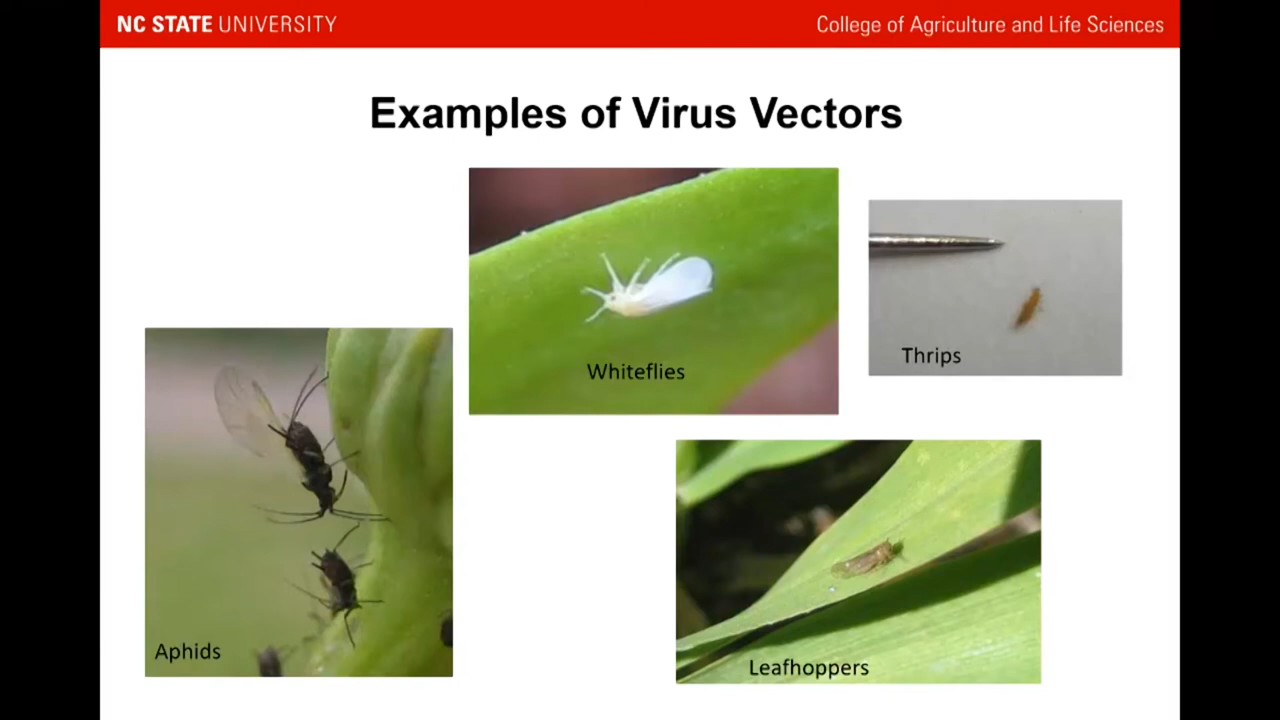 NC STATE UNIVERSITY
College of Agriculture and Life Sciences
Examples of Virus Vectors
Whiteflies
Thrips
Aphids
Leafhoppers